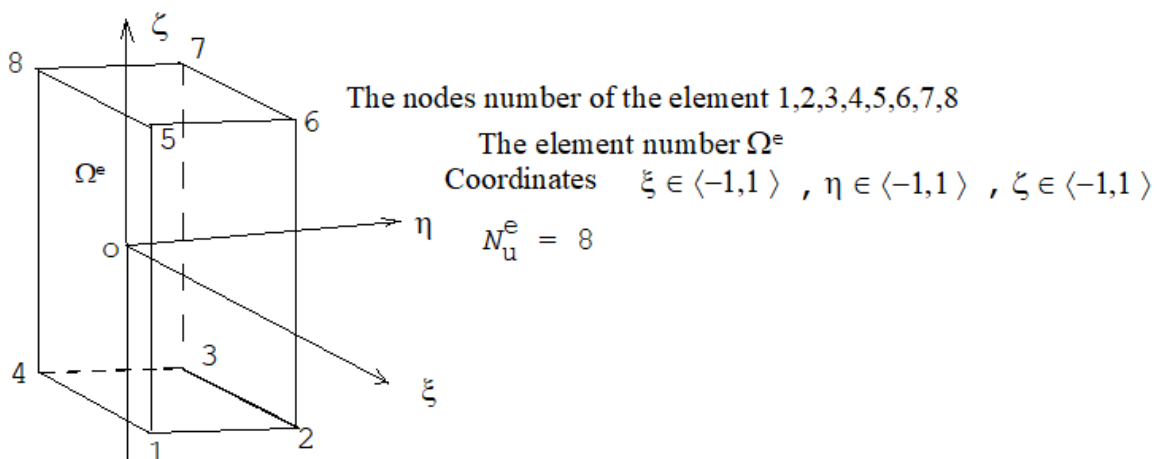 ζ
7
8
The nodes number of the element 1,2,3,4,5,6,7,8
6
5
The element number Ωᵉ
Ωᵉ
Coordinates ξ ∈ ⟨−1,1 ⟩ , η ∈ ⟨−1,1 ⟩ , ζ ∈ ⟨−1,1 ⟩
η
N_u^e = 8
o
3
4
ξ
2
1